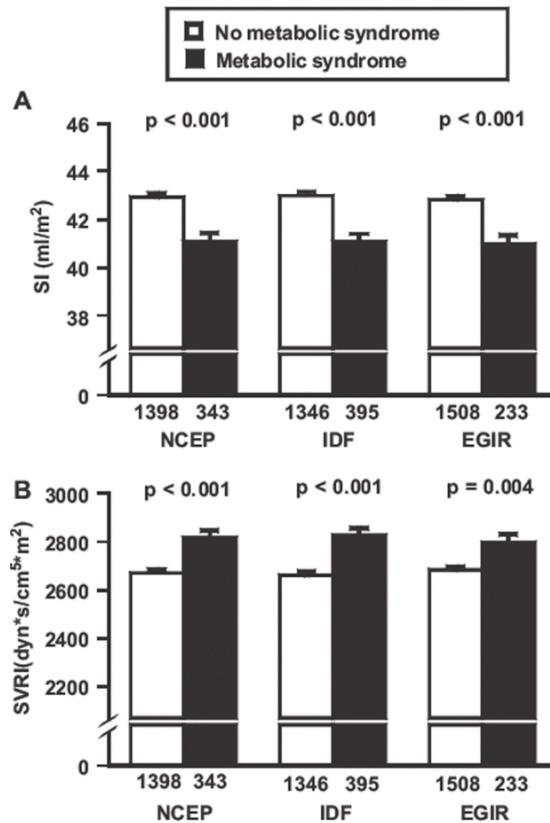 No metabolic syndrome
Metabolic syndrome
A
p < 0.001 p < 0.001 p < 0.001
SI (ml/m²)
46
44
42
40
38
0
1398 343 1346 395 1508 233
NCEP IDF EGIR
B
p < 0.001 p < 0.001 p = 0.004
SVRI(dyn*s/cm⁵*m²)
3000
2800
2600
2400
2200
0
1398 343 1346 395 1508 233
NCEP IDF EGIR